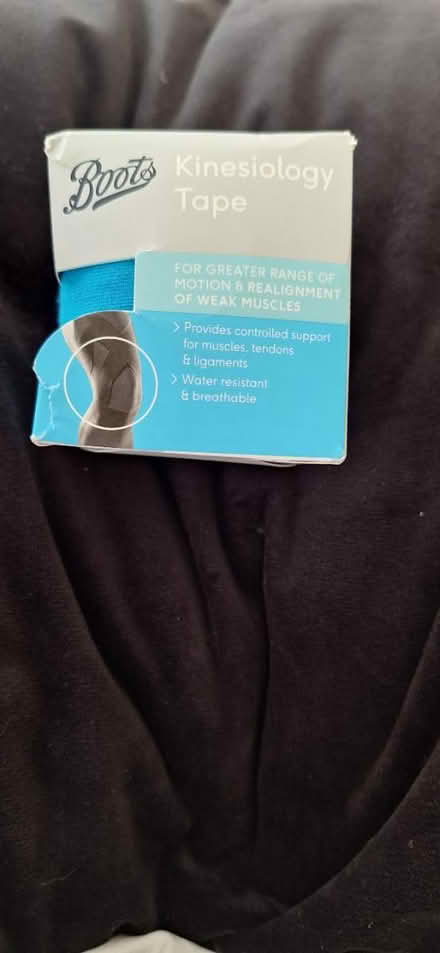 Boots
Kinesiology
Tape
FOR GREATER RANGE OF
MOTION & REALIGNMENT
OF WEAK MUSCLES
> Provides controlled support
for muscles, tendons
& ligaments
> Water resistant
& breathable